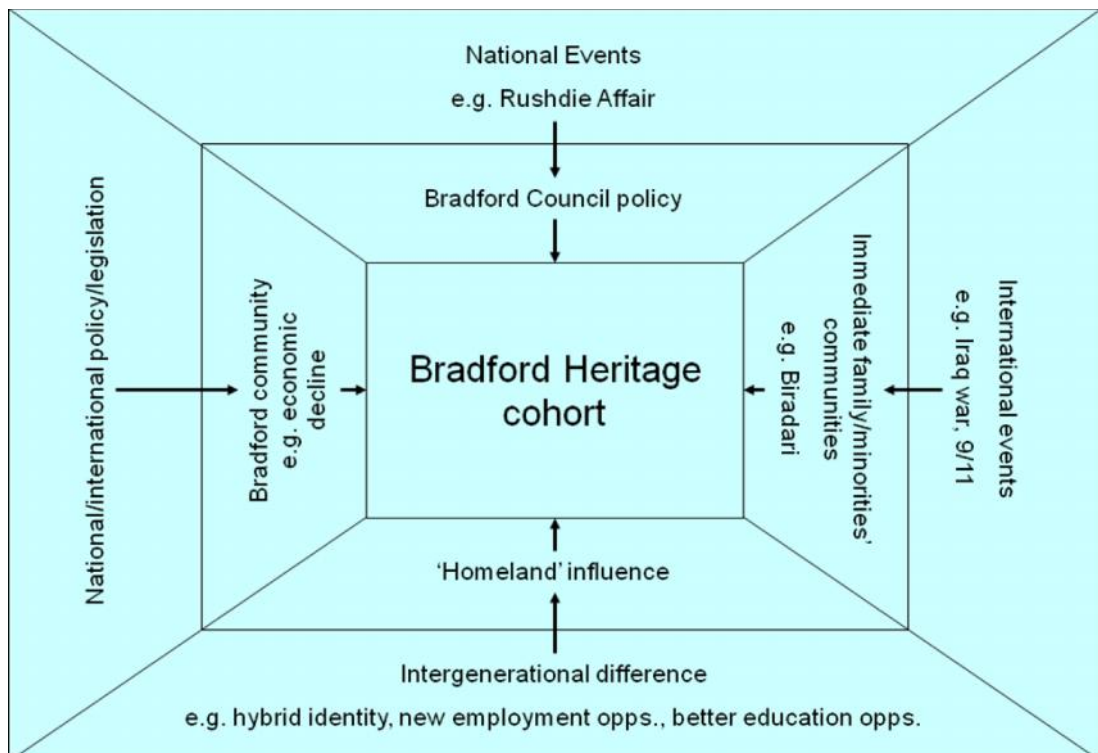 National Events
e.g. Rushdie Affair
Bradford Council policy
National/international policy/legislation
Bradford community
e.g. economic
decline
Bradford Heritage
cohort
Immediate family/minorities’
communities
e.g. Biradari
International events
e.g. Iraq war, 9/11
‘Homeland’ influence
Intergenerational difference
e.g. hybrid identity, new employment opps., better education opps.